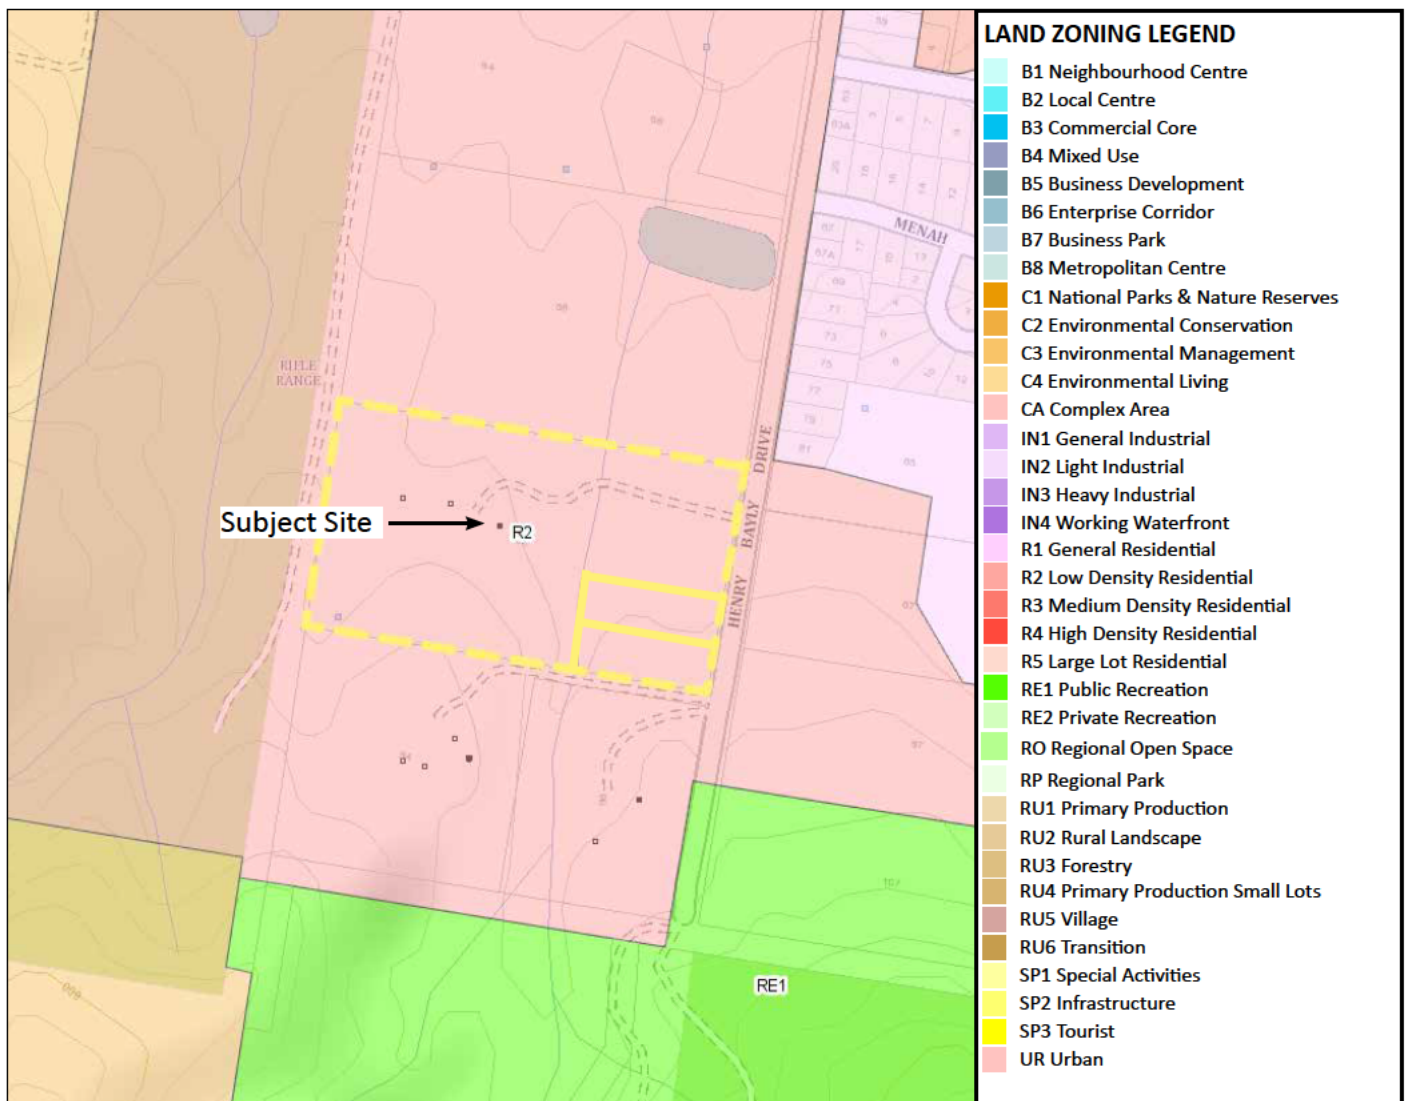 MENAH
RIFLE
RANGE
HENRY BAYLY DRIVE
Subject Site
R2
RE1
LAND ZONING LEGEND
B1 Neighbourhood Centre
B2 Local Centre
B3 Commercial Core
B4 Mixed Use
B5 Business Development
B6 Enterprise Corridor
B7 Business Park
B8 Metropolitan Centre
C1 National Parks & Nature Reserves
C2 Environmental Conservation
C3 Environmental Management
C4 Environmental Living
CA Complex Area
IN1 General Industrial
IN2 Light Industrial
IN3 Heavy Industrial
IN4 Working Waterfront
R1 General Residential
R2 Low Density Residential
R3 Medium Density Residential
R4 High Density Residential
R5 Large Lot Residential
RE1 Public Recreation
RE2 Private Recreation
RO Regional Open Space
RP Regional Park
RU1 Primary Production
RU2 Rural Landscape
RU3 Forestry
RU4 Primary Production Small Lots
RU5 Village
RU6 Transition
SP1 Special Activities
SP2 Infrastructure
SP3 Tourist
UR Urban